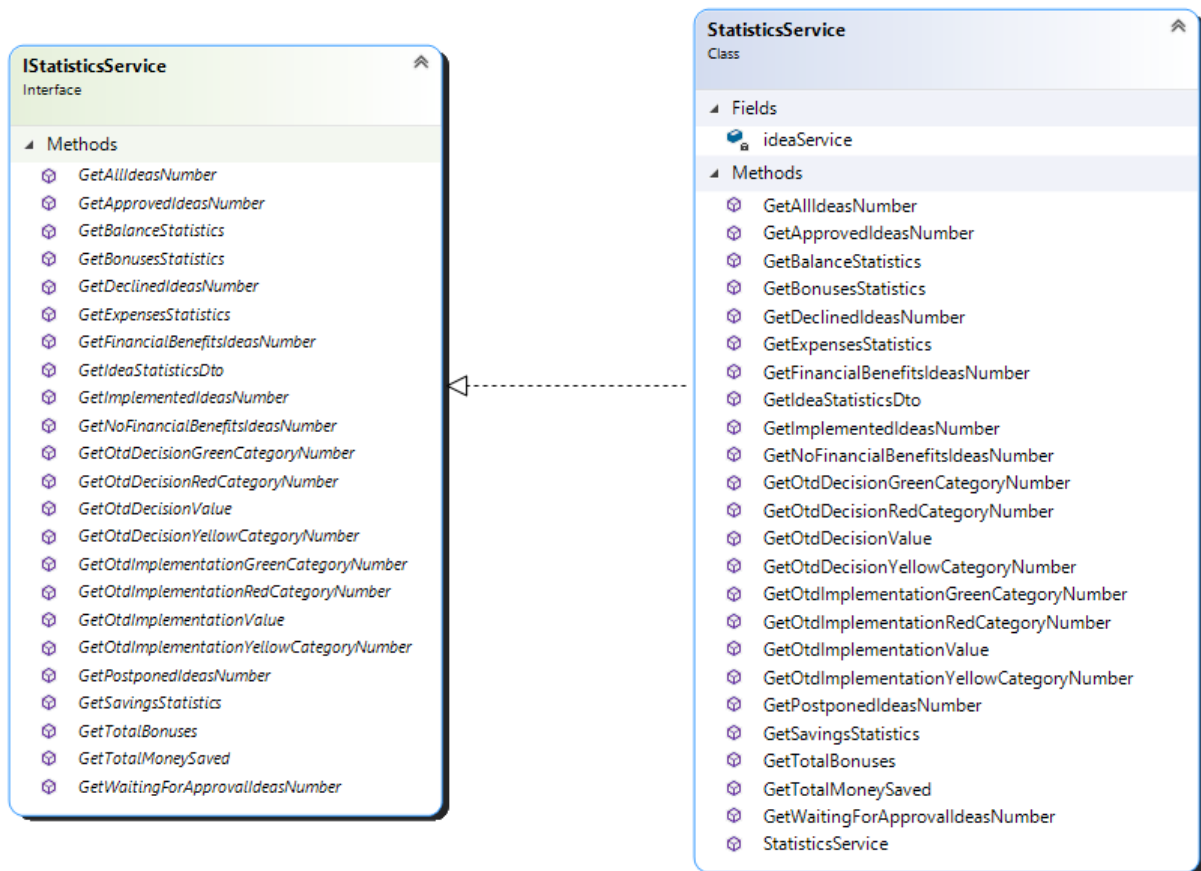 IStatisticsService
Interface
Methods
GetAllIdeasNumber
GetApprovedIdeasNumber
GetBalanceStatistics
GetBonusesStatistics
GetDeclinedIdeasNumber
GetExpensesStatistics
GetFinancialBenefitsIdeasNumber
GetIdeaStatisticsDto
GetImplementedIdeasNumber
GetNoFinancialBenefitsIdeasNumber
GetOtdDecisionGreenCategoryNumber
GetOtdDecisionRedCategoryNumber
GetOtdDecisionValue
GetOtdDecisionYellowCategoryNumber
GetOtdImplementationGreenCategoryNumber
GetOtdImplementationRedCategoryNumber
GetOtdImplementationValue
GetOtdImplementationYellowCategoryNumber
GetPostponedIdeasNumber
GetSavingsStatistics
GetTotalBonuses
GetTotalMoneySaved
GetWaitingForApprovalIdeasNumber
StatisticsService
Class
Fields
ideaService
Methods
GetAllIdeasNumber
GetApprovedIdeasNumber
GetBalanceStatistics
GetBonusesStatistics
GetDeclinedIdeasNumber
GetExpensesStatistics
GetFinancialBenefitsIdeasNumber
GetIdeaStatisticsDto
GetImplementedIdeasNumber
GetNoFinancialBenefitsIdeasNumber
GetOtdDecisionGreenCategoryNumber
GetOtdDecisionRedCategoryNumber
GetOtdDecisionValue
GetOtdDecisionYellowCategoryNumber
GetOtdImplementationGreenCategoryNumber
GetOtdImplementationRedCategoryNumber
GetOtdImplementationValue
GetOtdImplementationYellowCategoryNumber
GetPostponedIdeasNumber
GetSavingsStatistics
GetTotalBonuses
GetTotalMoneySaved
GetWaitingForApprovalIdeasNumber
StatisticsService